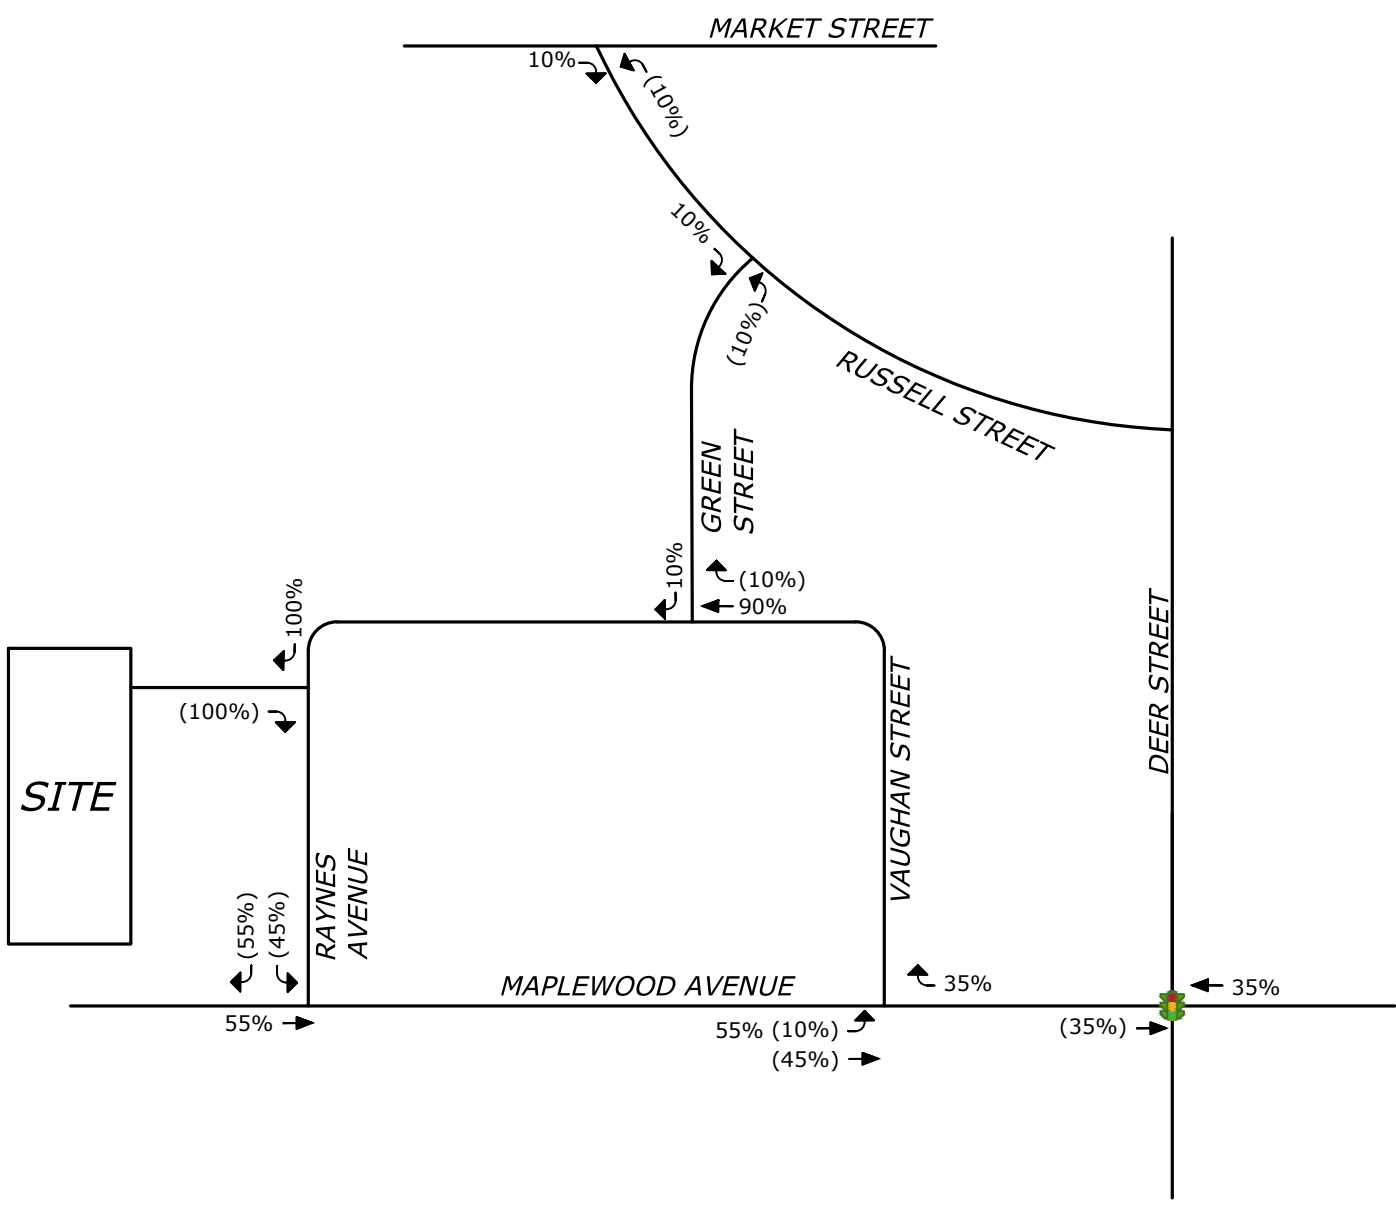 MARKET STREET
10%
(10%)
10%
(10%)
RUSSELL STREET
GREEN
STREET
10%
(10%)
90%
100%
(100%)
SITE
DEER STREET
VAUGHAN STREET
RAYNES
AVENUE
(55%)
(45%)
MAPLEWOOD AVENUE
35%
35%
55%
55% (10%)
(35%)
(45%)